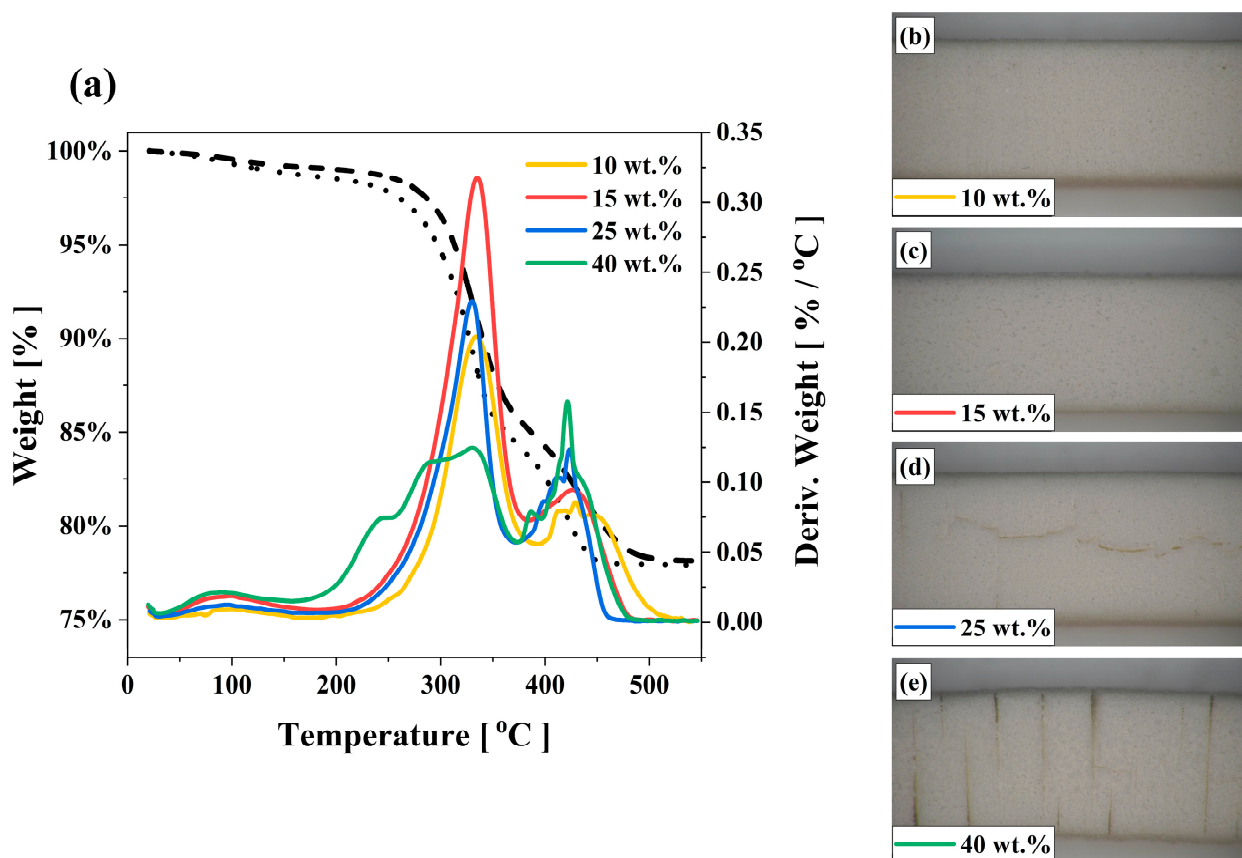 (a)
Weight [% ]
100%
95%
90%
85%
80%
75%
10 wt.%
15 wt.%
25 wt.%
40 wt.%
0.35
0.30
0.25
0.20
0.15
0.10
0.05
0.00
Deriv. Weight [ % / ºC ]
0 100 200 300 400 500
Temperature [ ºC ]
(b)
10 wt.%
(c)
15 wt.%
(d)
25 wt.%
(e)
40 wt.%